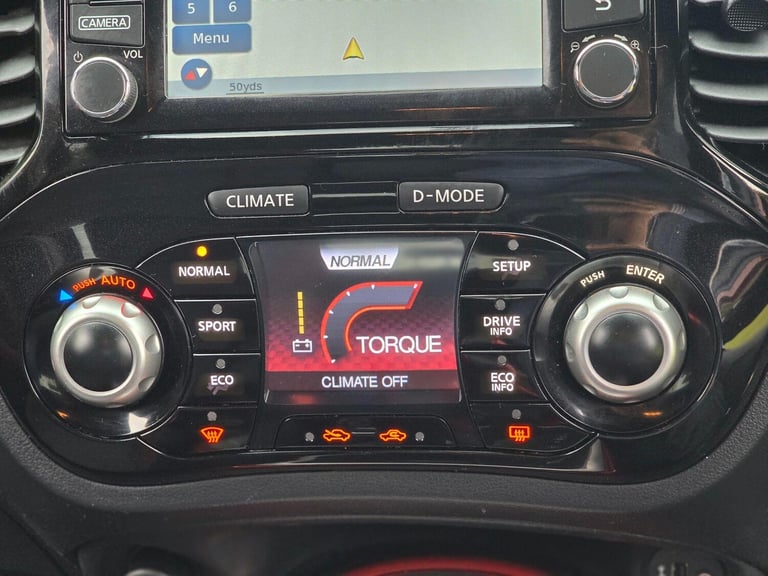 5 6
CAMERA
Menu
VOL
50yds
CLIMATE
D-MODE
NORMAL
NORMAL
SETUP
PUSH AUTO
PUSH ENTER
SPORT
DRIVE
INFO
TORQUE
ECO
CLIMATE OFF
ECO
INFO